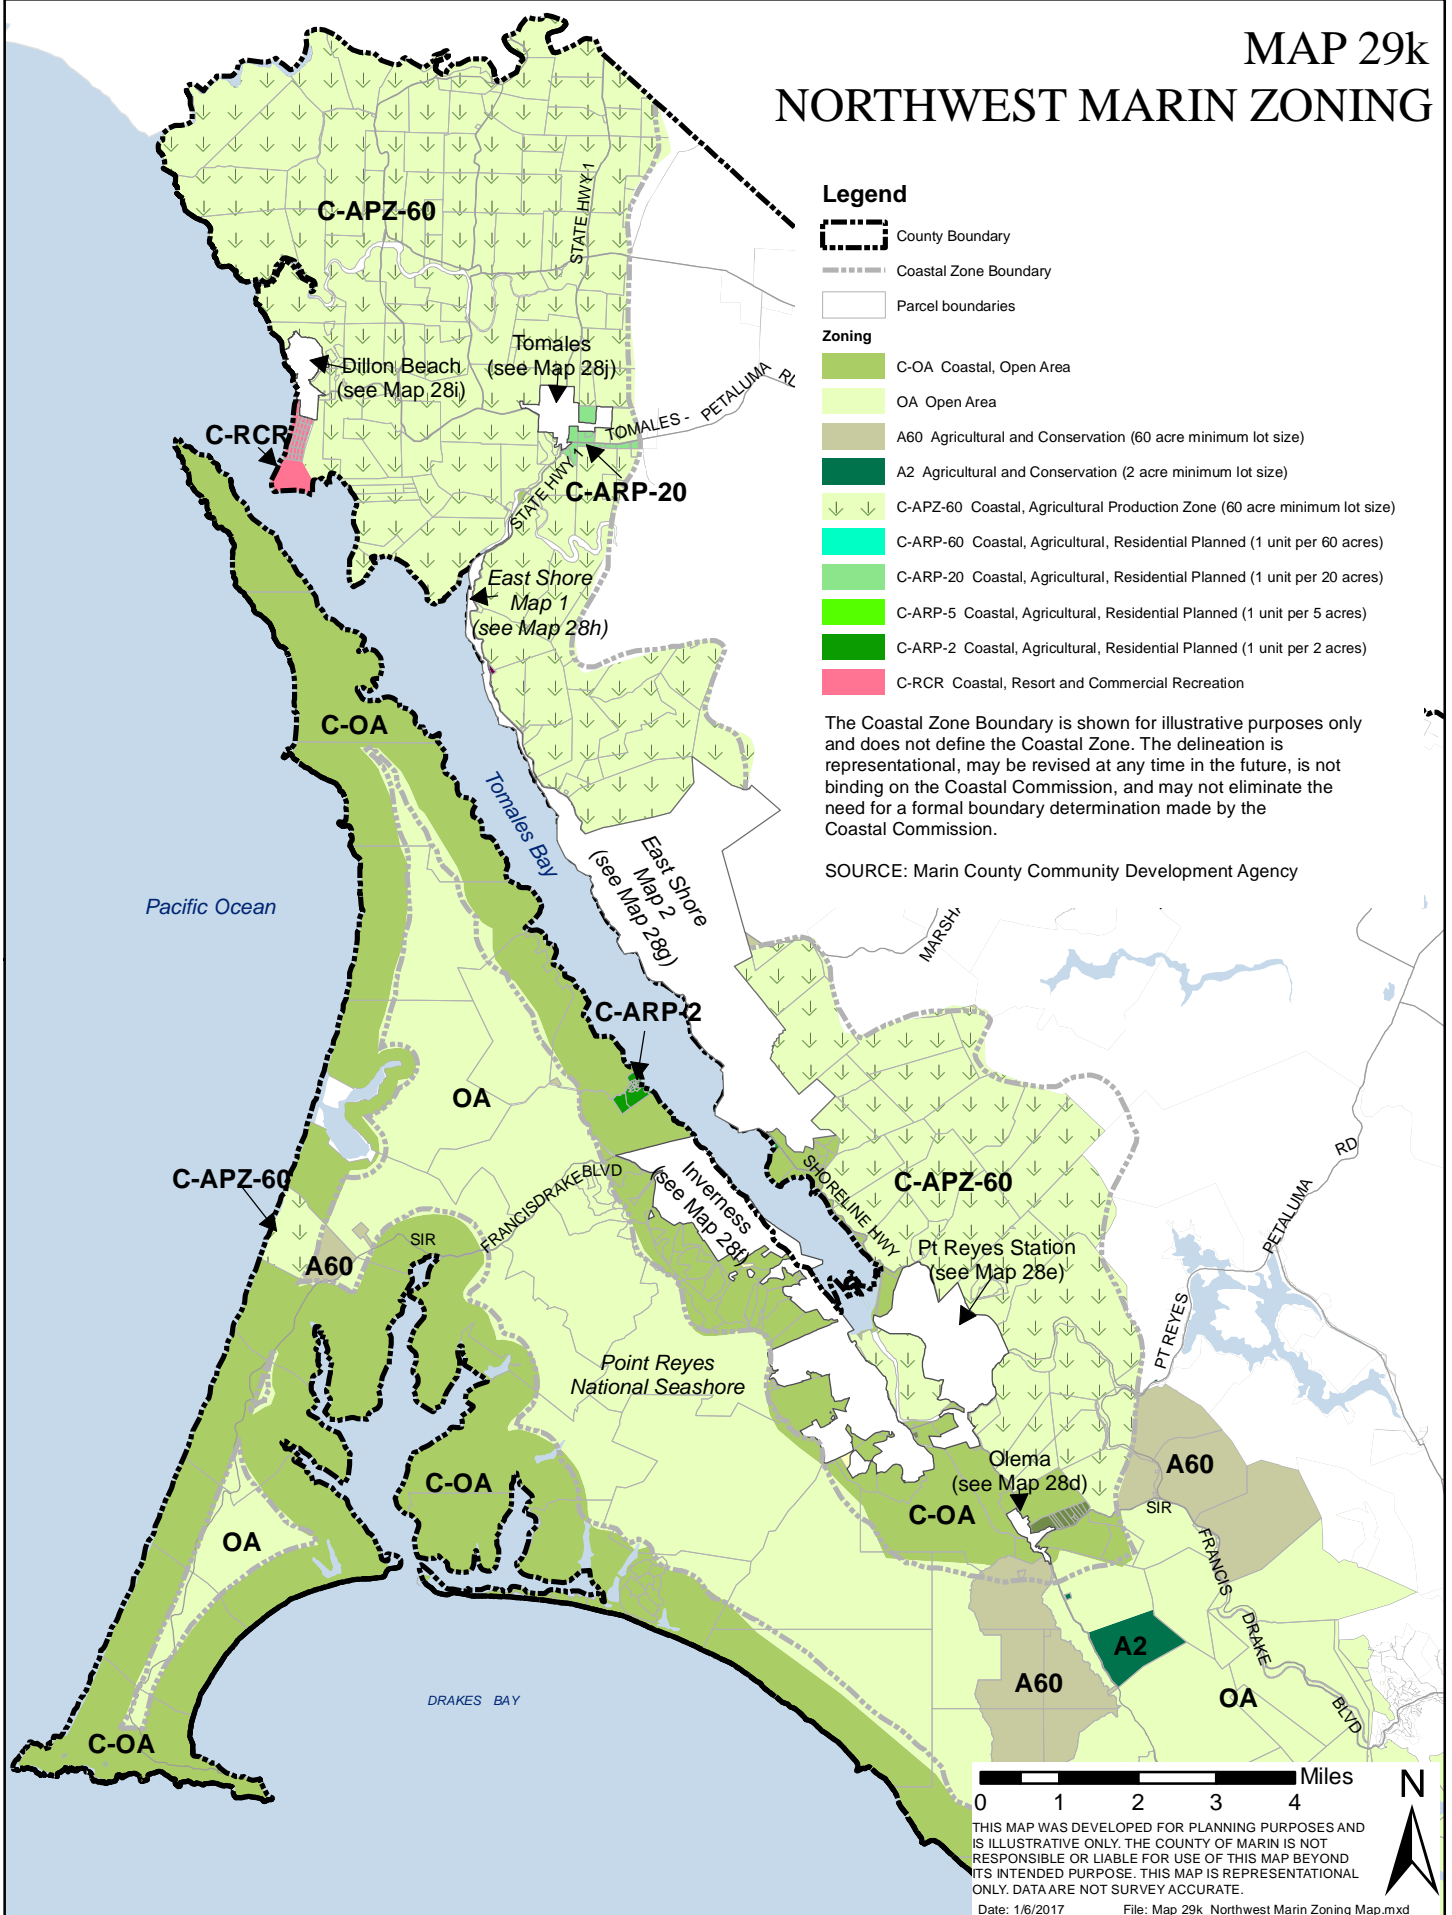 MAP 29k
NORTHWEST MARIN ZONING
Legend
County Boundary
Coastal Zone Boundary
Parcel boundaries
Zoning
C-OA Coastal, Open Area
OA Open Area
A60 Agricultural and Conservation (60 acre minimum lot size)
A2 Agricultural and Conservation (2 acre minimum lot size)
C-APZ-60 Coastal, Agricultural Production Zone (60 acre minimum lot size)
C-ARP-60 Coastal, Agricultural, Residential Planned (1 unit per 60 acres)
C-ARP-20 Coastal, Agricultural, Residential Planned (1 unit per 20 acres)
C-ARP-5 Coastal, Agricultural, Residential Planned (1 unit per 5 acres)
C-ARP-2 Coastal, Agricultural, Residential Planned (1 unit per 2 acres)
C-RCR Coastal, Resort and Commercial Recreation
The Coastal Zone Boundary is shown for illustrative purposes only
and does not define the Coastal Zone. The delineation is
representational, may be revised at any time in the future, is not
binding on the Coastal Commission, and may not eliminate the
need for a formal boundary determination made by the
Coastal Commission.
SOURCE: Marin County Community Development Agency
C-APZ-60
STATE HWY 1
Dillon Beach
(see Map 28i)
Tomales
(see Map 28j)
TOMALES - PETALUMA
C-RCR
C-ARP-20
STATE HWY 1
East Shore
Map 1
(see Map 28h)
C-OA
Tomales Bay
East Shore
Map 2
(see Map 28g)
Pacific Ocean
C-ARP-2
OA
C-APZ-60
A60
SIR
FRANCIS DRAKE BLVD
Inverness
(see Map 28f)
SHORELINE HWY
C-APZ-60
Pt Reyes Station
(see Map 28e)
PT REYES
PETALUMA
RD
Point Reyes
National Seashore
C-OA
OA
C-OA
Olema
(see Map 28d)
C-OA
A60
SIR
FRANCIS
DRAKE
BLVD
A2
A60
OA
DRAKES BAY
Miles
0 1 2 3 4
N
THIS MAP WAS DEVELOPED FOR PLANNING PURPOSES AND
IS ILLUSTRATIVE ONLY. THE COUNTY OF MARIN IS NOT
RESPONSIBLE OR LIABLE FOR USE OF THIS MAP BEYOND
ITS INTENDED PURPOSE. THIS MAP IS REPRESENTATIONAL
ONLY. DATA ARE NOT SURVEY ACCURATE.
Date: 1/6/2017 File: Map 29k Northwest Marin Zoning Map.mxd